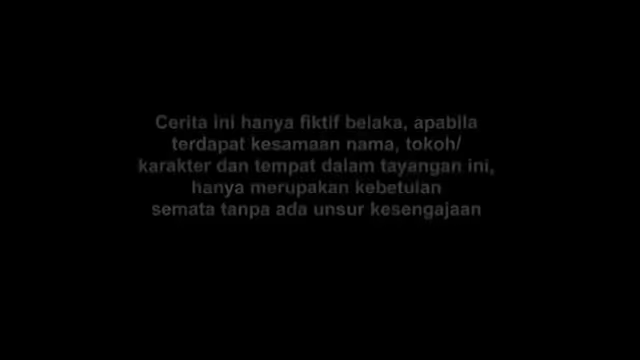 Cerita ini hanya fiktif belaka, apabila
terdapat kesamaan nama, tokoh/
karakter dan tempat dalam tayangan ini,
hanya merupakan kebetulan
semata tanpa ada unsur kesengajaan